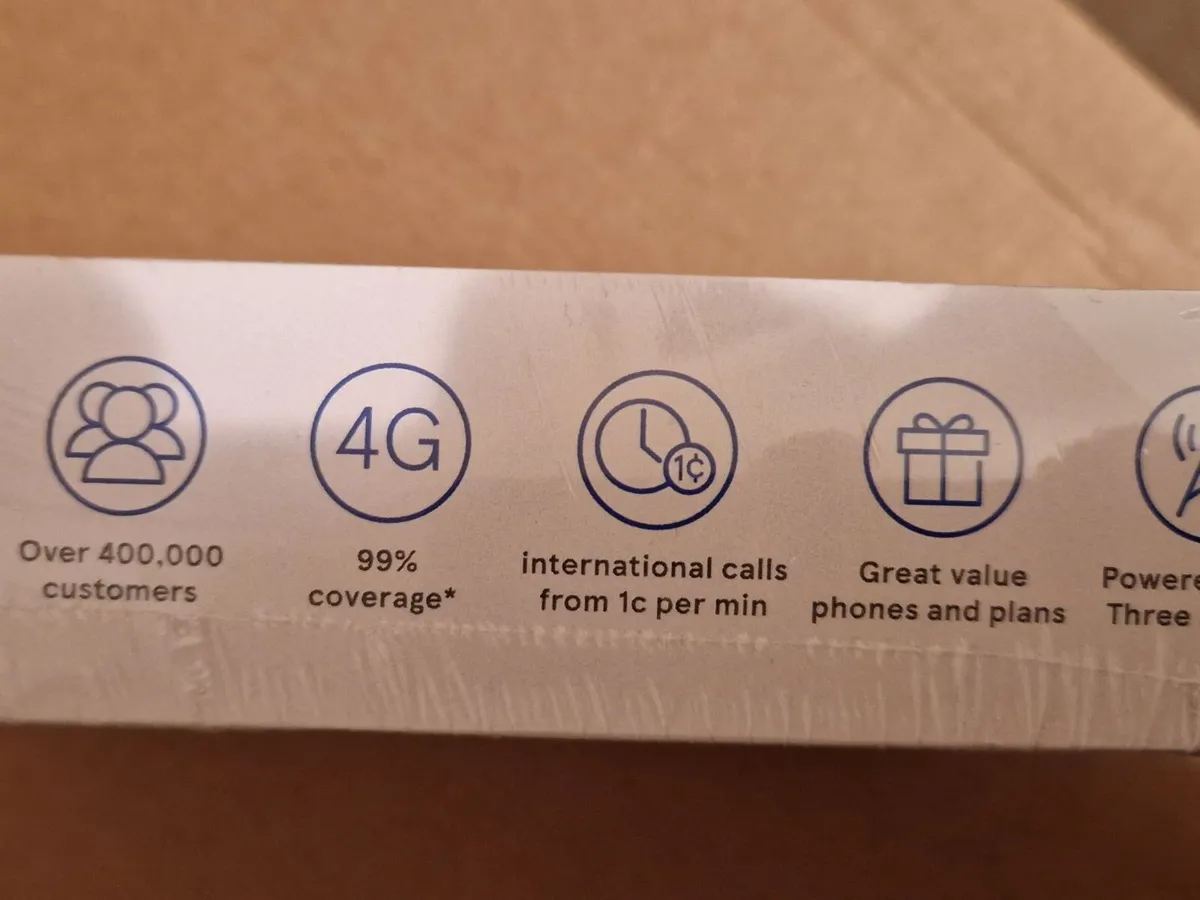 4G
1¢
Over 400,000
customers
99%
coverage*
international calls
from 1c per min
Great value
phones and plans
Three